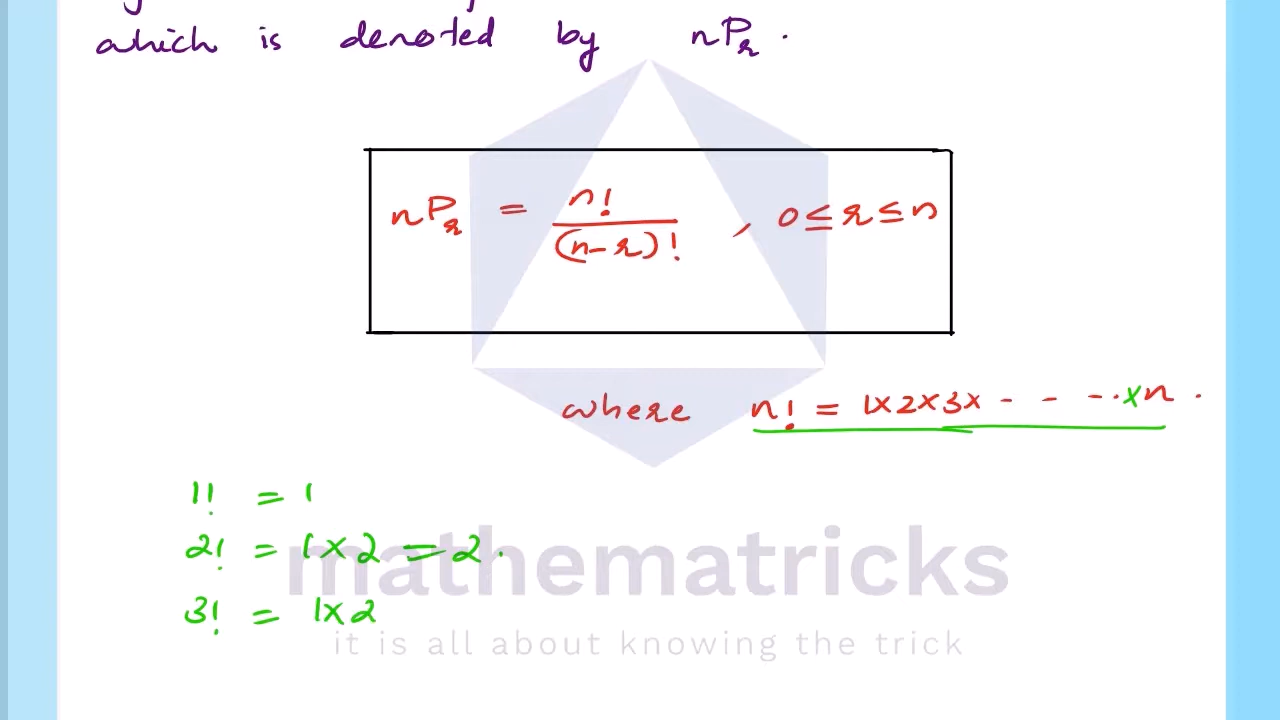 which is denoted by nPr.
nPr = n!/(n-r)! , 0≤r≤n
where n! = 1×2×3×- - -..×n.
1! = 1
2! = 1×2 = 2.
3! = 1×2
mathematricks
it is all about knowing the trick